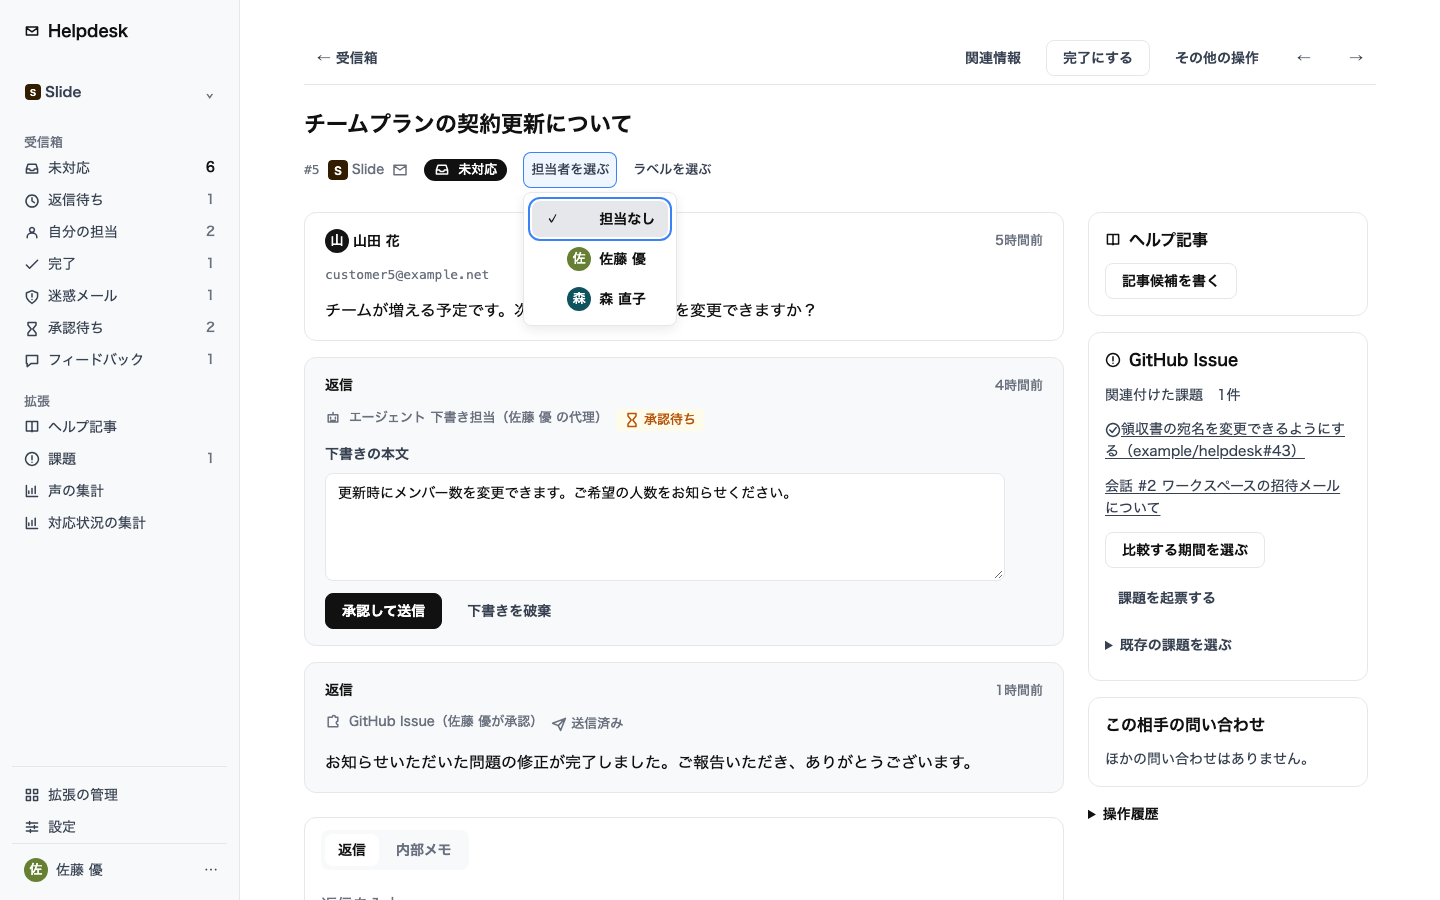 Helpdesk
S Slide
受信箱
未対応 6
返信待ち 1
自分の担当 2
完了 1
迷惑メール 1
承認待ち 2
フィードバック 1
拡張
ヘルプ記事
課題 1
声の集計
対応状況の集計
拡張の管理
設定
佐 佐藤 優 …
← 受信箱
関連情報 完了にする その他の操作 ← →
チームプランの契約更新について
#5 S Slide 未対応 担当者を選ぶ ラベルを選ぶ
✓ 担当なし
佐 佐藤 優
森 森 直子
山 山田 花 5時間前
customer5@example.net
チームが増える予定です。 を変更できますか？
返信 4時間前
エージェント 下書き担当（佐藤 優 の代理） 承認待ち
下書きの本文
更新時にメンバー数を変更できます。ご希望の人数をお知らせください。
承認して送信 下書きを破棄
返信 1時間前
GitHub Issue（佐藤 優が承認） 送信済み
お知らせいただいた問題の修正が完了しました。ご報告いただき、ありがとうございます。
返信 内部メモ
ヘルプ記事
記事候補を書く
GitHub Issue
関連付けた課題 1件
領収書の宛名を変更できるようにす
る（example/helpdesk#43）
会話 #2 ワークスペースの招待メール
について
比較する期間を選ぶ
課題を起票する
▶ 既存の課題を選ぶ
この相手の問い合わせ
ほかの問い合わせはありません。
▶ 操作履歴